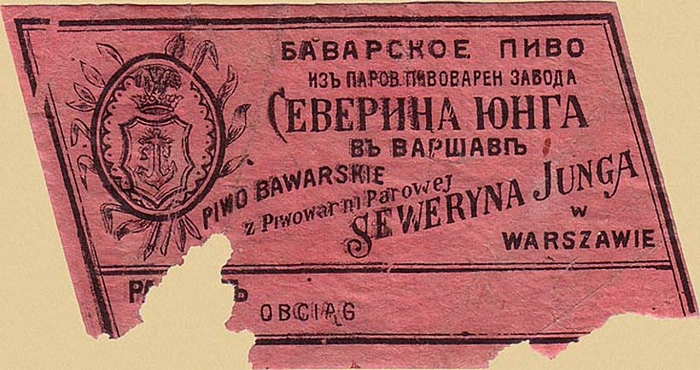 БАВАРСКОЕ ПИВО
ИЗЪ ПАРОВ. ПИВОВАРЕН ЗАВОДА
СЕВЕРИНА ЮНГА
ВЪ ВАРШАВѢ
PIWO BAWARSKIE
z Piwowarni Parowej
SEWERYNA JUNGA
w
WARSZAWIE
OBCIĄG